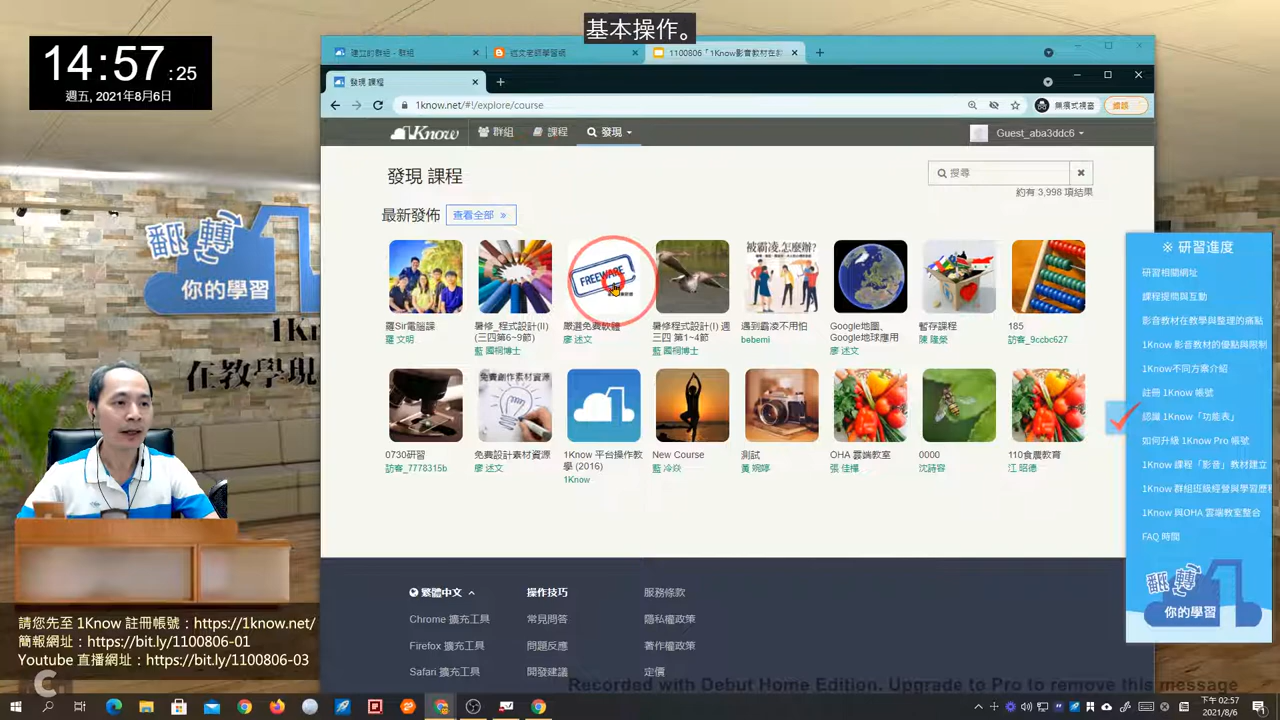 基本操作。
14:57:25
週五, 2021年8月6日
建立的群組 - 群組
1100806「1Know影音教材在教
發現 課程
1know.net/#!/explore/course
無痕式視窗
1Know
群組
課程
發現
Guest_aba3ddc6
發現 課程
搜尋
約有 3,998 項結果
最新發佈
查看全部 »
FREEWARE
被霸凌.怎麼辦?
羅Sir電腦課
羅 文明
暑修_程式設計(II) (三四第6~9節)
藍 國桐博士
嚴選免費軟體
廖 述文
暑修程式設計(I) 週三四 第1~4節
藍 國桐博士
遇到霸凌不用怕
bebemi
Google地圖、Google地球應用
廖 述文
暫存課程
陳 隆榮
185
訪客_9ccbc627
免費創作素材資源
0730研習
訪客_7778315b
免費設計素材資源
廖 述文
1Know 平台操作教學 (2016)
1Know
New Course
藍 冷焱
測試
黃 婉婷
OHA 雲端教室
張 佳樺
0000
沈詩容
110食農教育
江 昭德
繁體中文
操作技巧
服務條款
Chrome 擴充工具
常見問答
隱私權政策
Firefox 擴充工具
問題反應
著作權政策
Safari 擴充工具
開發建議
定價
※ 研習進度
研習相關網址
課程提問與互動
影音教材在教學與整理的痛點
1Know 影音教材的優點與限制
1Know不同方案介紹
註冊 1Know 帳號
認識 1Know「功能表」
如何升級 1Know Pro 帳號
1Know 課程「影音」教材建立
1Know 群組班級經營與學習歷程
1Know 與OHA 雲端教室整合
FAQ 時間
翻轉
你的學習
翻轉
你的學習
在教學現
請您先至 1Know 註冊帳號：https://1know.net/
簡報網址：https://bit.ly/1100806-01
Youtube 直播網址：https://bit.ly/1100806-03
Recorded with Debut Home Edition. Upgrade to Pro to remove this message
下午 02:57
2021/8/6